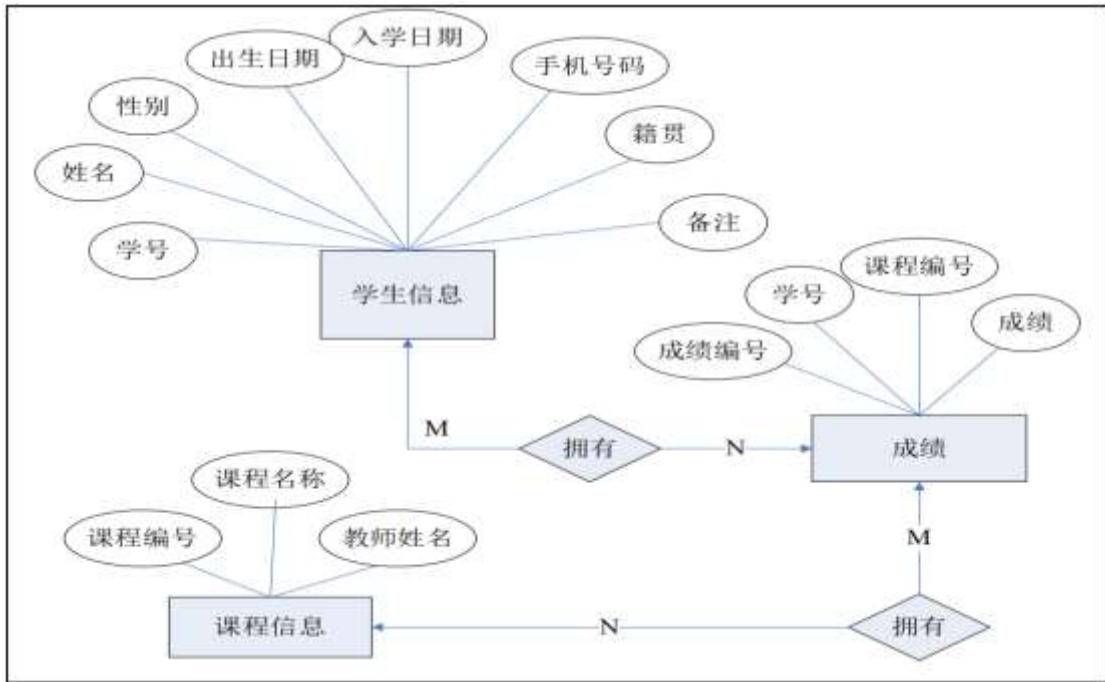 入学日期
出生日期
手机号码
性别
籍贯
姓名
备注
学号
学生信息
课程编号
学号
成绩
成绩编号
M
拥有
N
成绩
课程名称
课程编号
教师姓名
M
课程信息
N
拥有